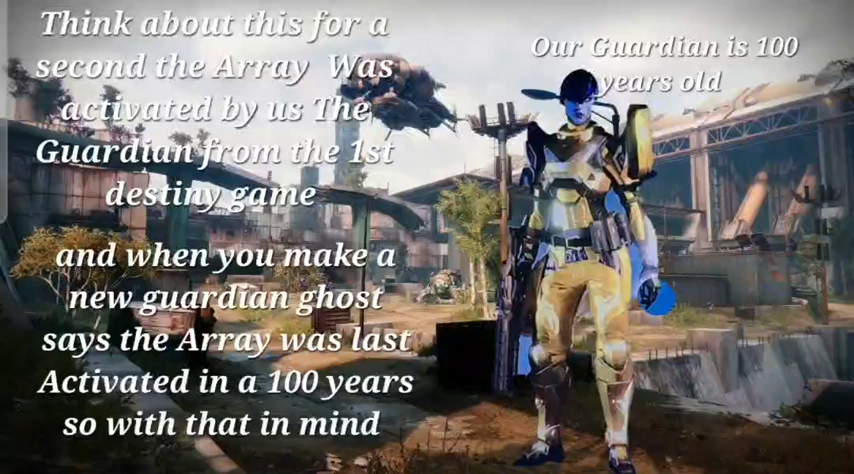 Think about this for a
second the Array Was
activated by us The
Guardian from the 1st
destiny game
and when you make a
new guardian ghost
says the Array was last
Activated in a 100 years
so with that in mind
Our Guardian is 100
years old